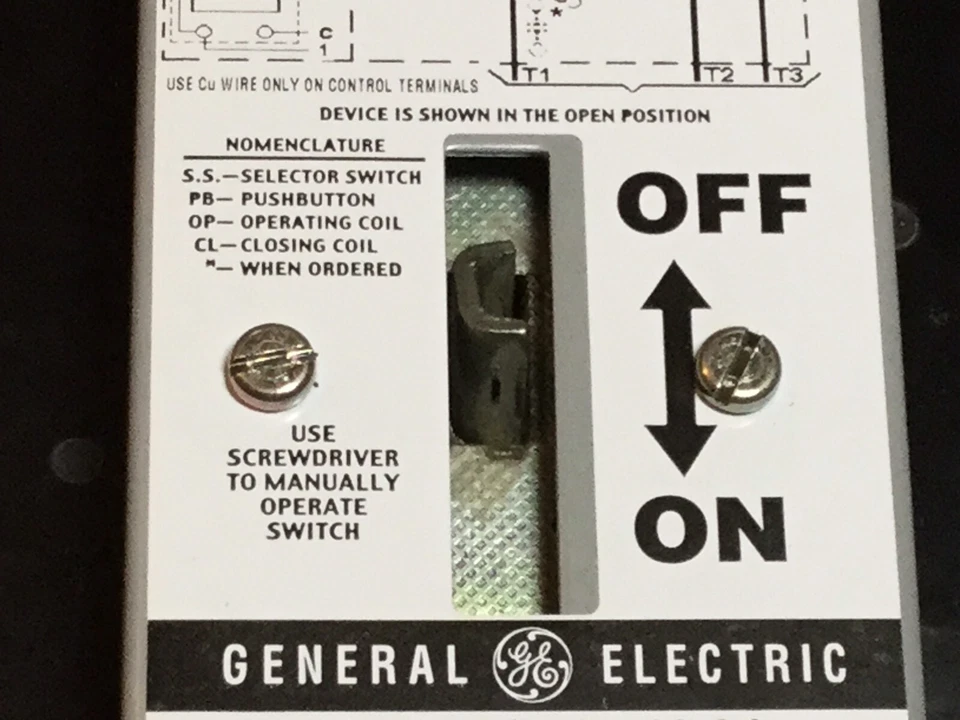 C
1
T1
T2
T3
USE Cu WIRE ONLY ON CONTROL TERMINALS
DEVICE IS SHOWN IN THE OPEN POSITION
NOMENCLATURE
S.S.—SELECTOR SWITCH
PB—PUSHBUTTON
OP—OPERATING COIL
CL—CLOSING COIL
*—WHEN ORDERED
OFF
ON
USE
SCREWDRIVER
TO MANUALLY
OPERATE
SWITCH
GENERAL GE ELECTRIC